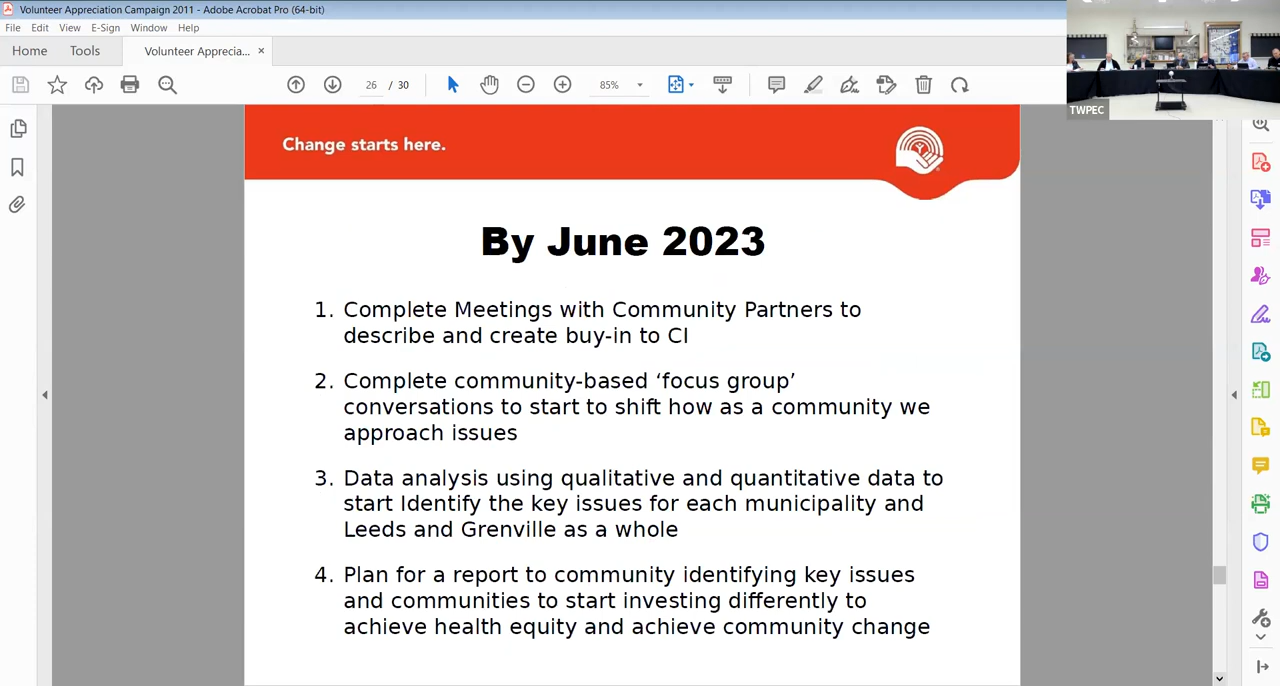 Volunteer Appreciation Campaign 2011 - Adobe Acrobat Pro (64-bit)
File Edit View E-Sign Window Help
Home Tools Volunteer Apprecia... ×
26 / 30 85%
TWPEC
Change starts here.
By June 2023
1. Complete Meetings with Community Partners to
describe and create buy-in to CI
2. Complete community-based ‘focus group’
conversations to start to shift how as a community we
approach issues
3. Data analysis using qualitative and quantitative data to
start Identify the key issues for each municipality and
Leeds and Grenville as a whole
4. Plan for a report to community identifying key issues
and communities to start investing differently to
achieve health equity and achieve community change